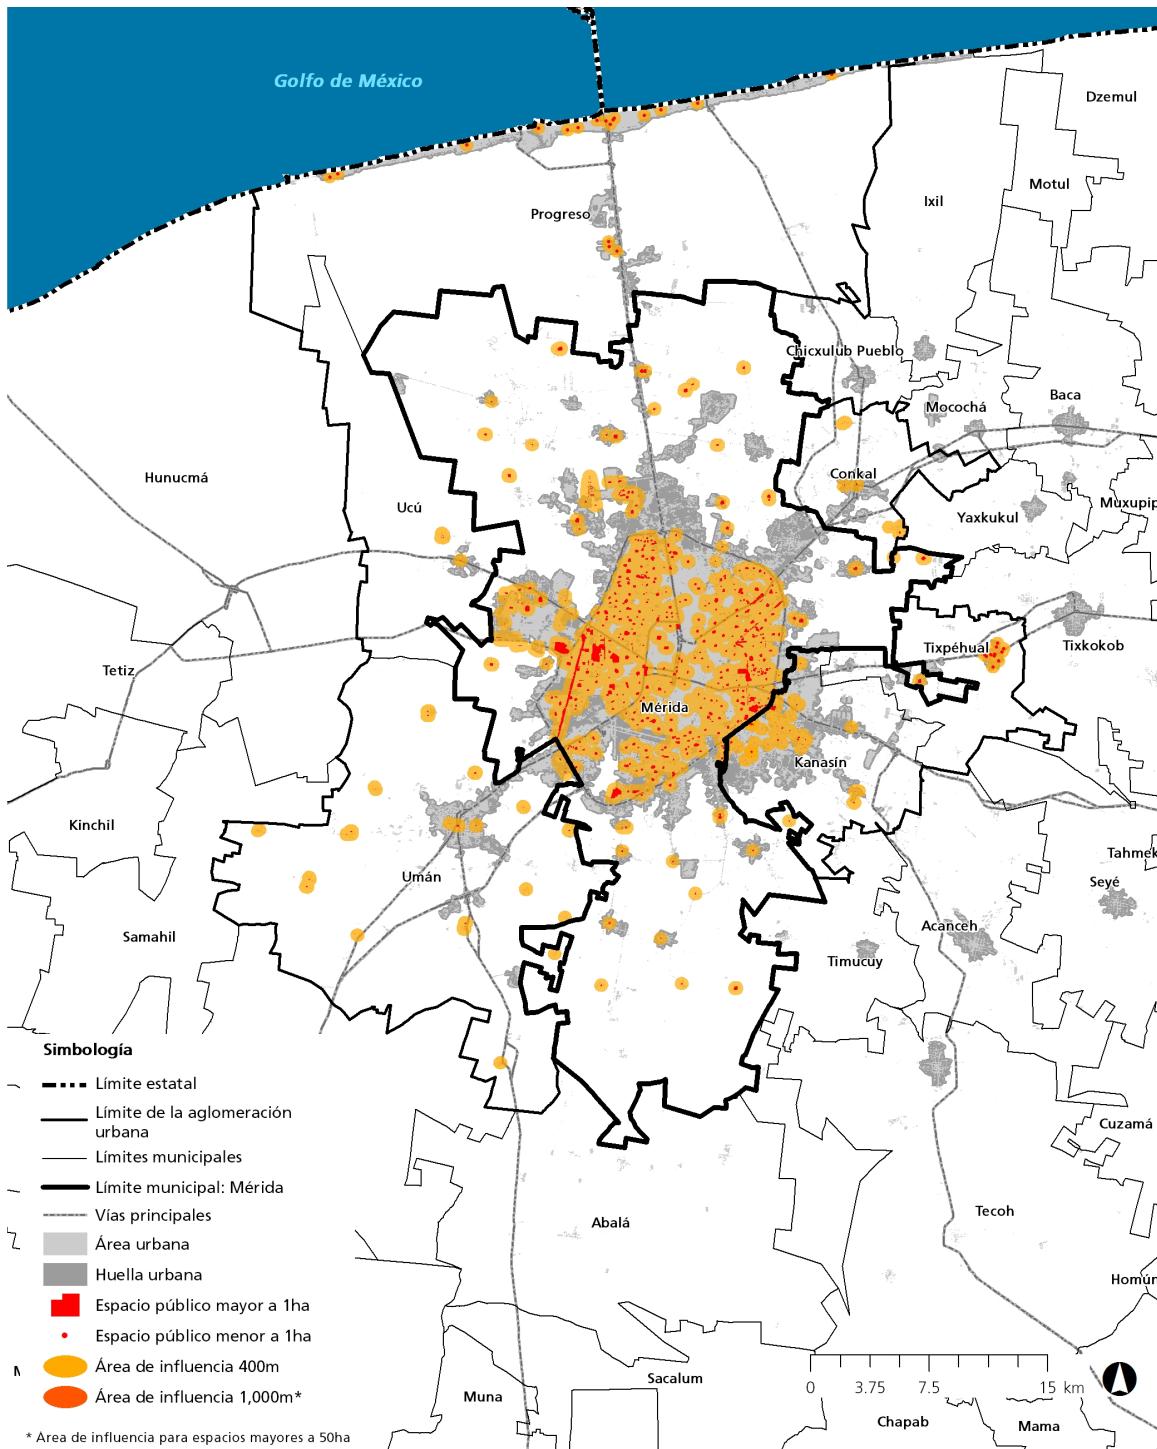 Golfo de México
Dzemul
Motul
Ixil
Progreso
Chicxulub Pueblo
Mocochá
Baca
Conkal
Hunucmá
Ucú
Muxupip
Yaxkukul
Tixpéhual
Tixkokob
Tetiz
Mérida
Kanasín
Kinchil
Tahmek
Umán
Seyé
Samahil
Acanceh
Timucuy
Simbología
Límite estatal
Límite de la aglomeración
urbana
Límites municipales
Límite municipal: Mérida
Vías principales
Área urbana
Huella urbana
Espacio público mayor a 1ha
Espacio público menor a 1ha
Área de influencia 400m
Área de influencia 1,000m*
* Area de influencia para espacios mayores a 50ha
Cuzamá
Abalá
Tecoh
Homún
Sacalum
Muna
0 3.75 7.5 15 km
Chapab
Mama